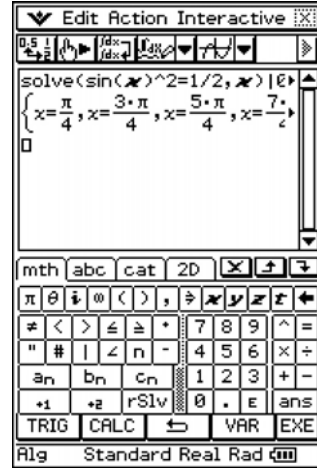 Edit Action Interactive
solve(sin(x)^2=1/2,x)|0
{x=π/4,x=3·π/4,x=5·π/4,x=7·
mth abc cat 2D
π θ i ∞ ( ) , ⇒ x y z t
≠ < > ≤ ≥ · 7 8 9 ^ =
" # | ∠ n - 4 5 6 × ÷
an bn cn 1 2 3 + -
+1 +2 rSlv 0 . E ans
TRIG CALC VAR EXE
Alg Standard Real Rad